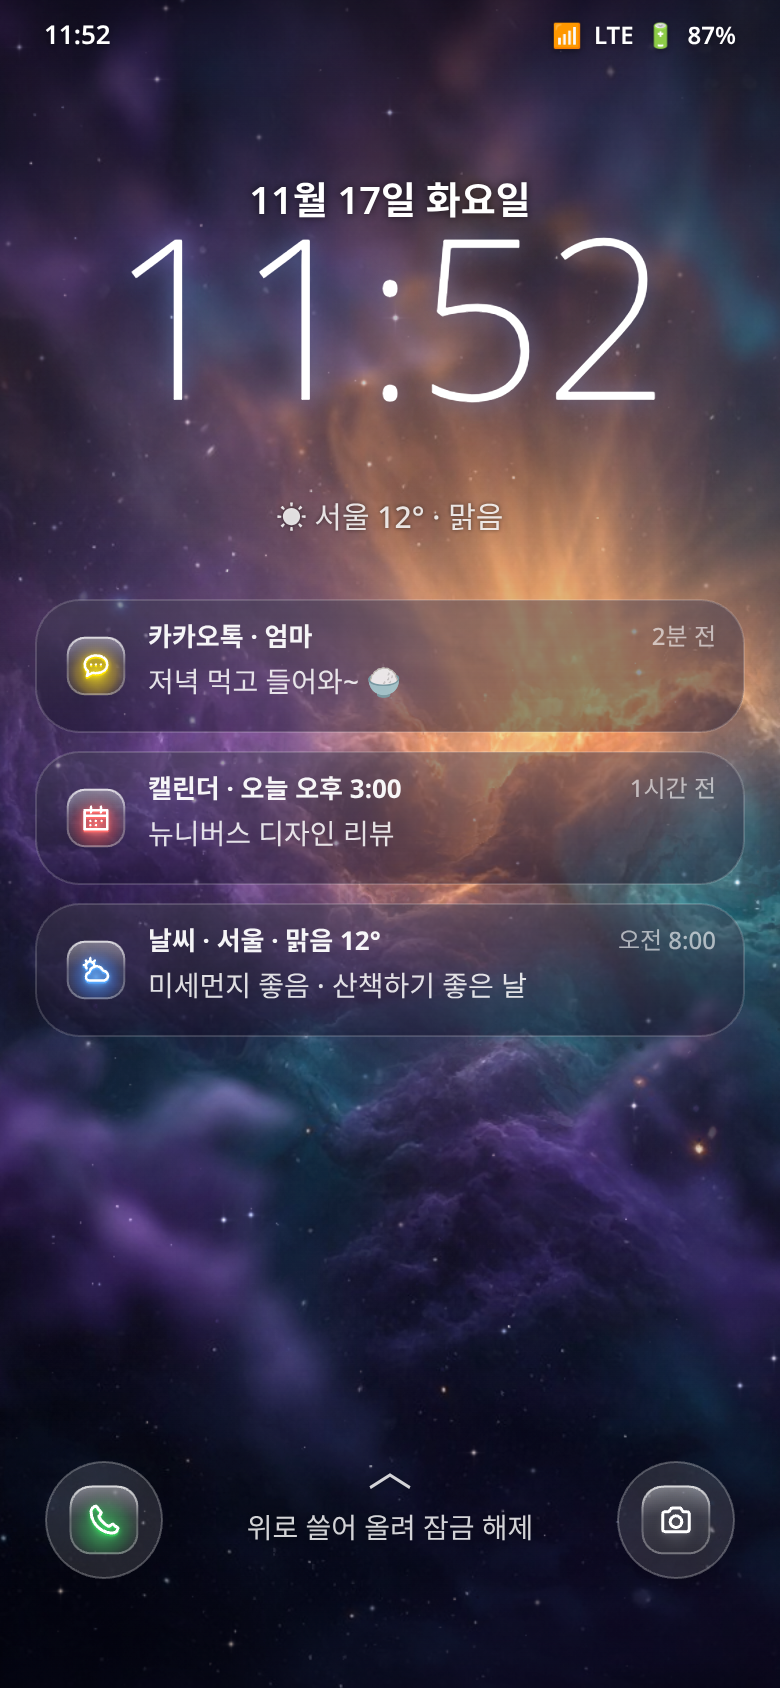 11:52
LTE 87%
11월 17일 화요일
11:52
서울 12° · 맑음
카카오톡 · 엄마
2분 전
저녁 먹고 들어와~ 🍚
캘린더 · 오늘 오후 3:00
1시간 전
뉴니버스 디자인 리뷰
날씨 · 서울 · 맑음 12°
오전 8:00
미세먼지 좋음 · 산책하기 좋은 날
위로 쓸어 올려 잠금 해제